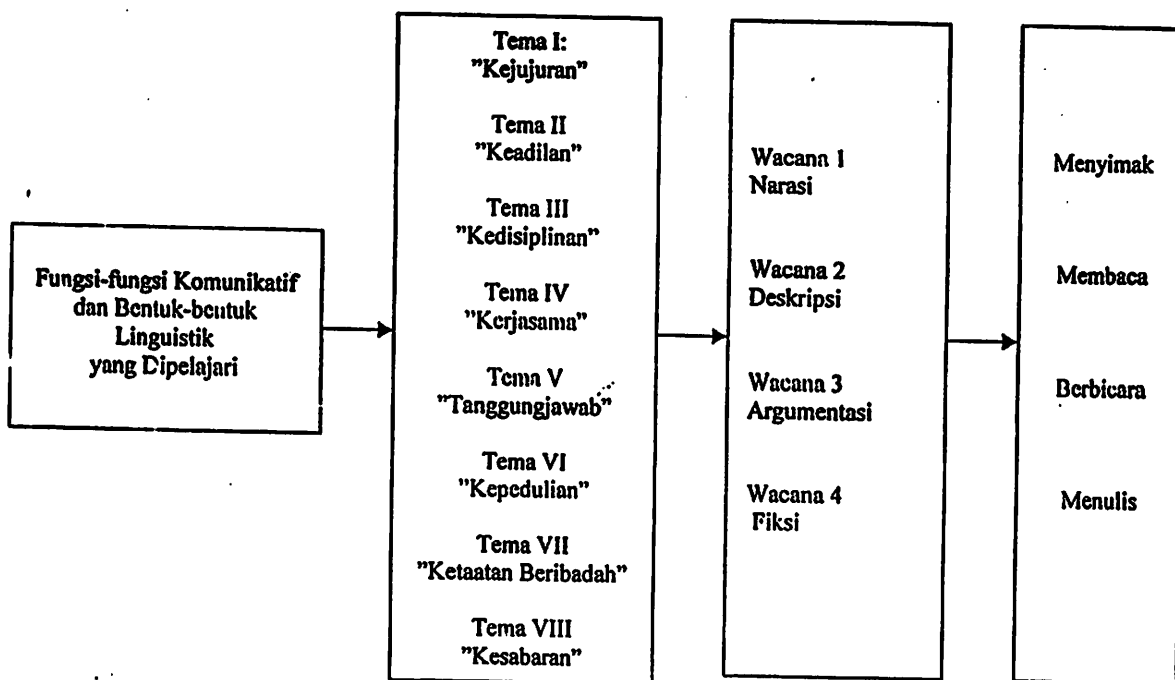 Fungsi-fungsi Komunikatif
dan Bentuk-bentuk
Linguistik
yang Dipelajari
Tema I:
"Kejujuran"
Tema II
"Keadilan"
Tema III
"Kedisiplinan"
Tema IV
"Kerjasama"
Tema V
"Tanggungjawab"
Tema VI
"Kepedulian"
Tema VII
"Ketaatan Beribadah"
Tema VIII
"Kesabaran"
Wacana 1
Narasi
Wacana 2
Deskripsi
Wacana 3
Argumentasi
Wacana 4
Fiksi
Menyimak
Membaca
Berbicara
Menulis